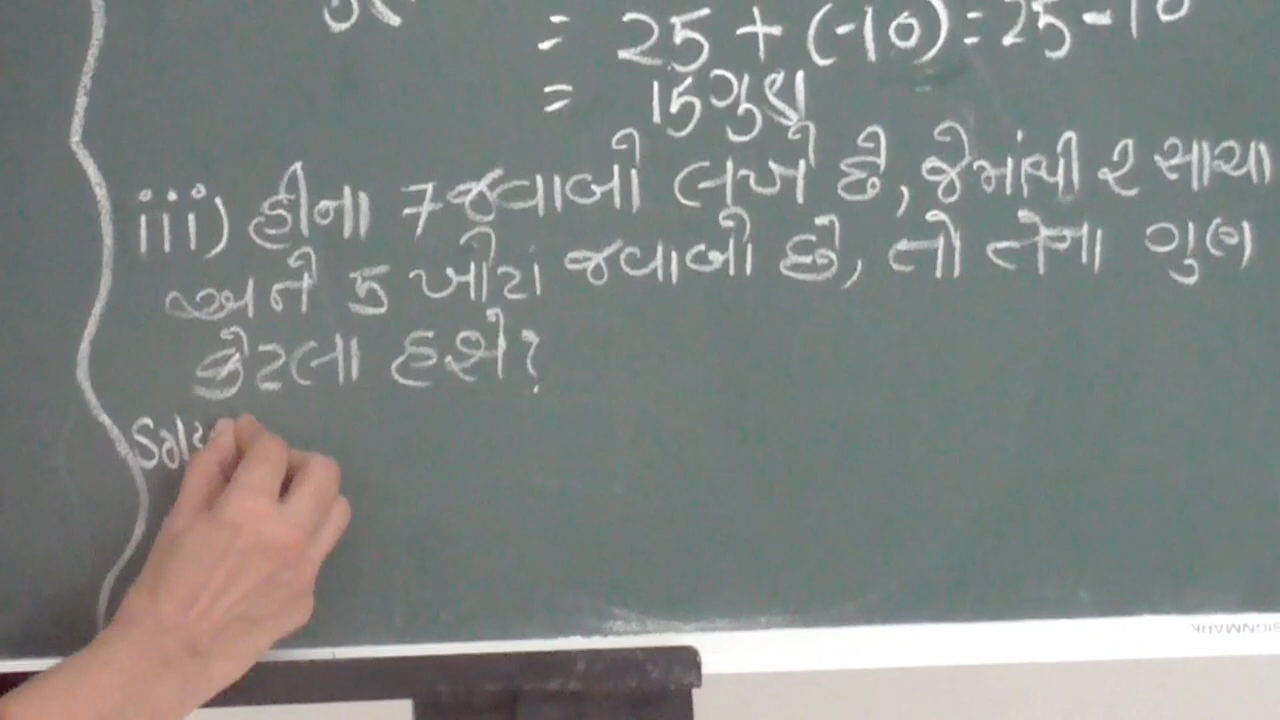 = 25 + (-10) = 25 - 10
= 15 ગુણ
iii) હીના 7 જવાબો લખે છે, જેમાંથી 2 સાચા
અને 5 ખોટાં જવાબો છે, તો તેના ગુણ
કેટલા હશે?